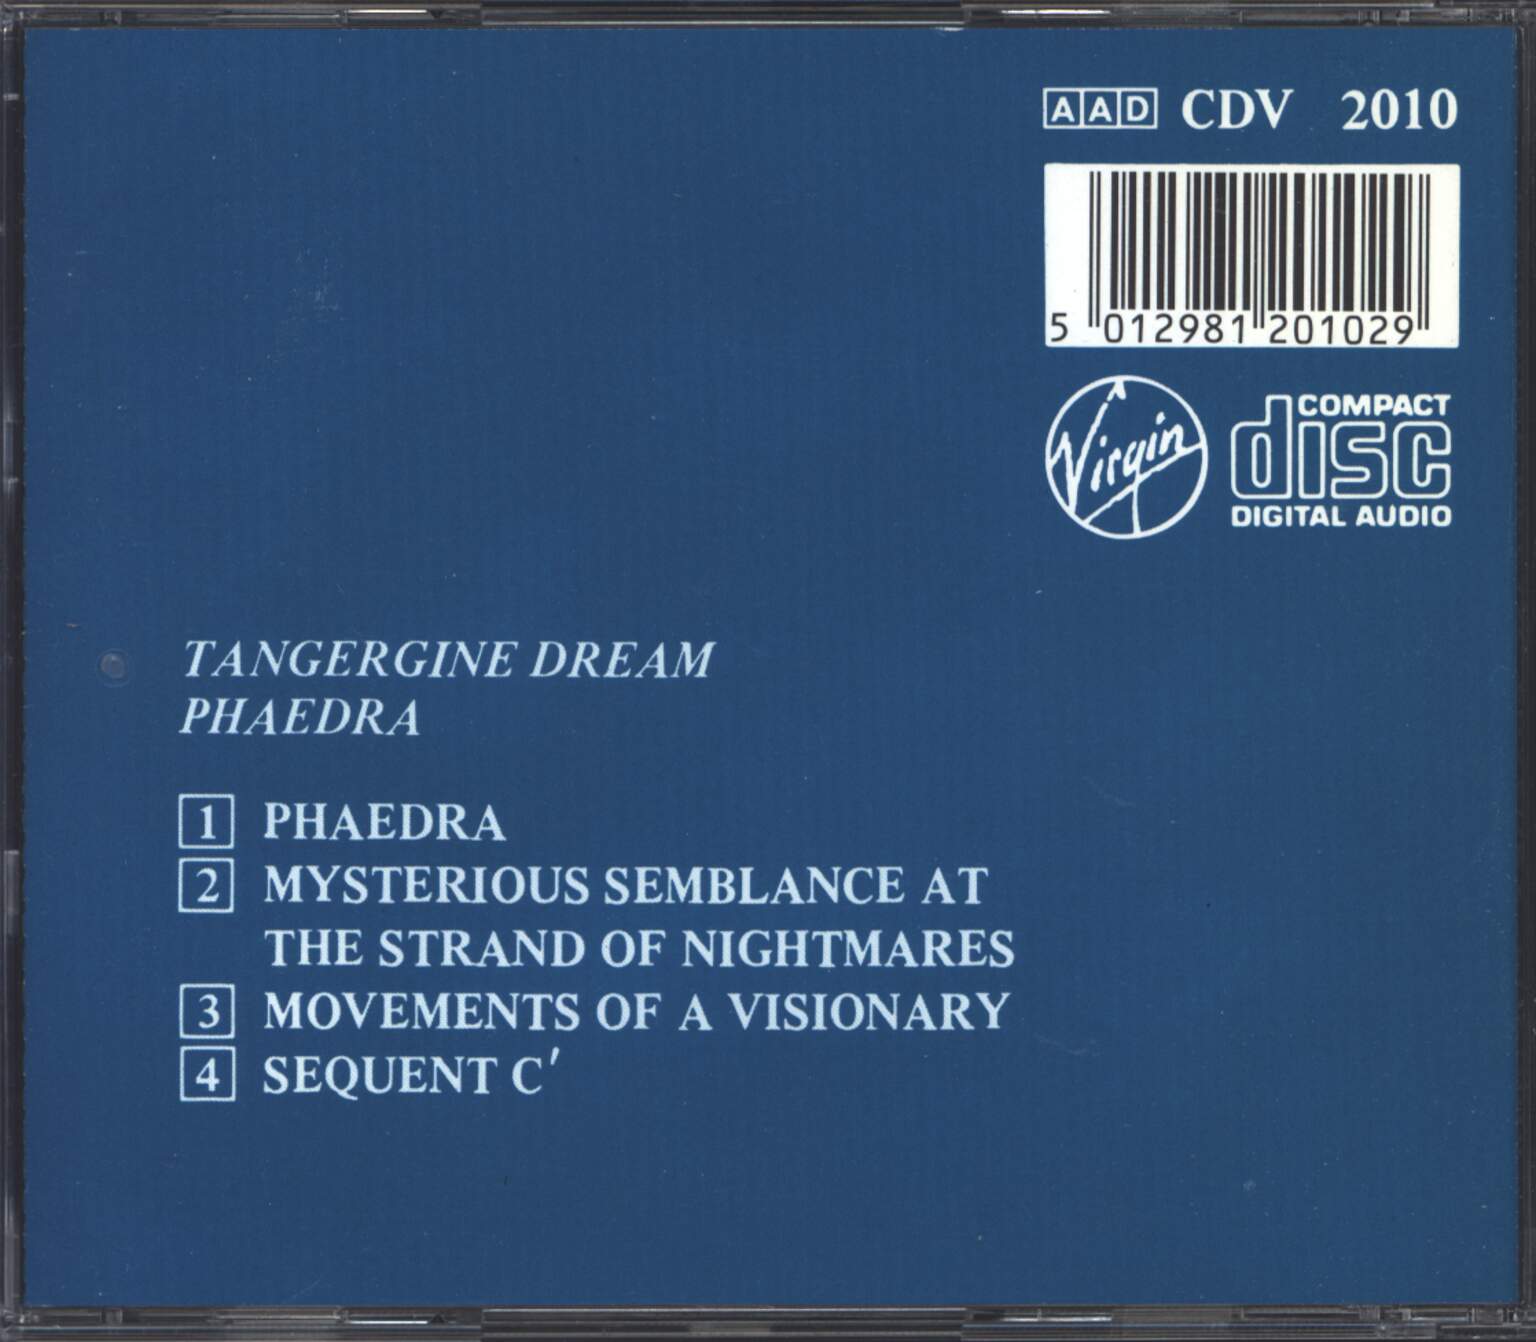 AAD CDV 2010
5 012981 201029
Virgin
COMPACT
disc
DIGITAL AUDIO
TANGERGINE DREAM
PHAEDRA
1 PHAEDRA
2 MYSTERIOUS SEMBLANCE AT
THE STRAND OF NIGHTMARES
3 MOVEMENTS OF A VISIONARY
4 SEQUENT C'